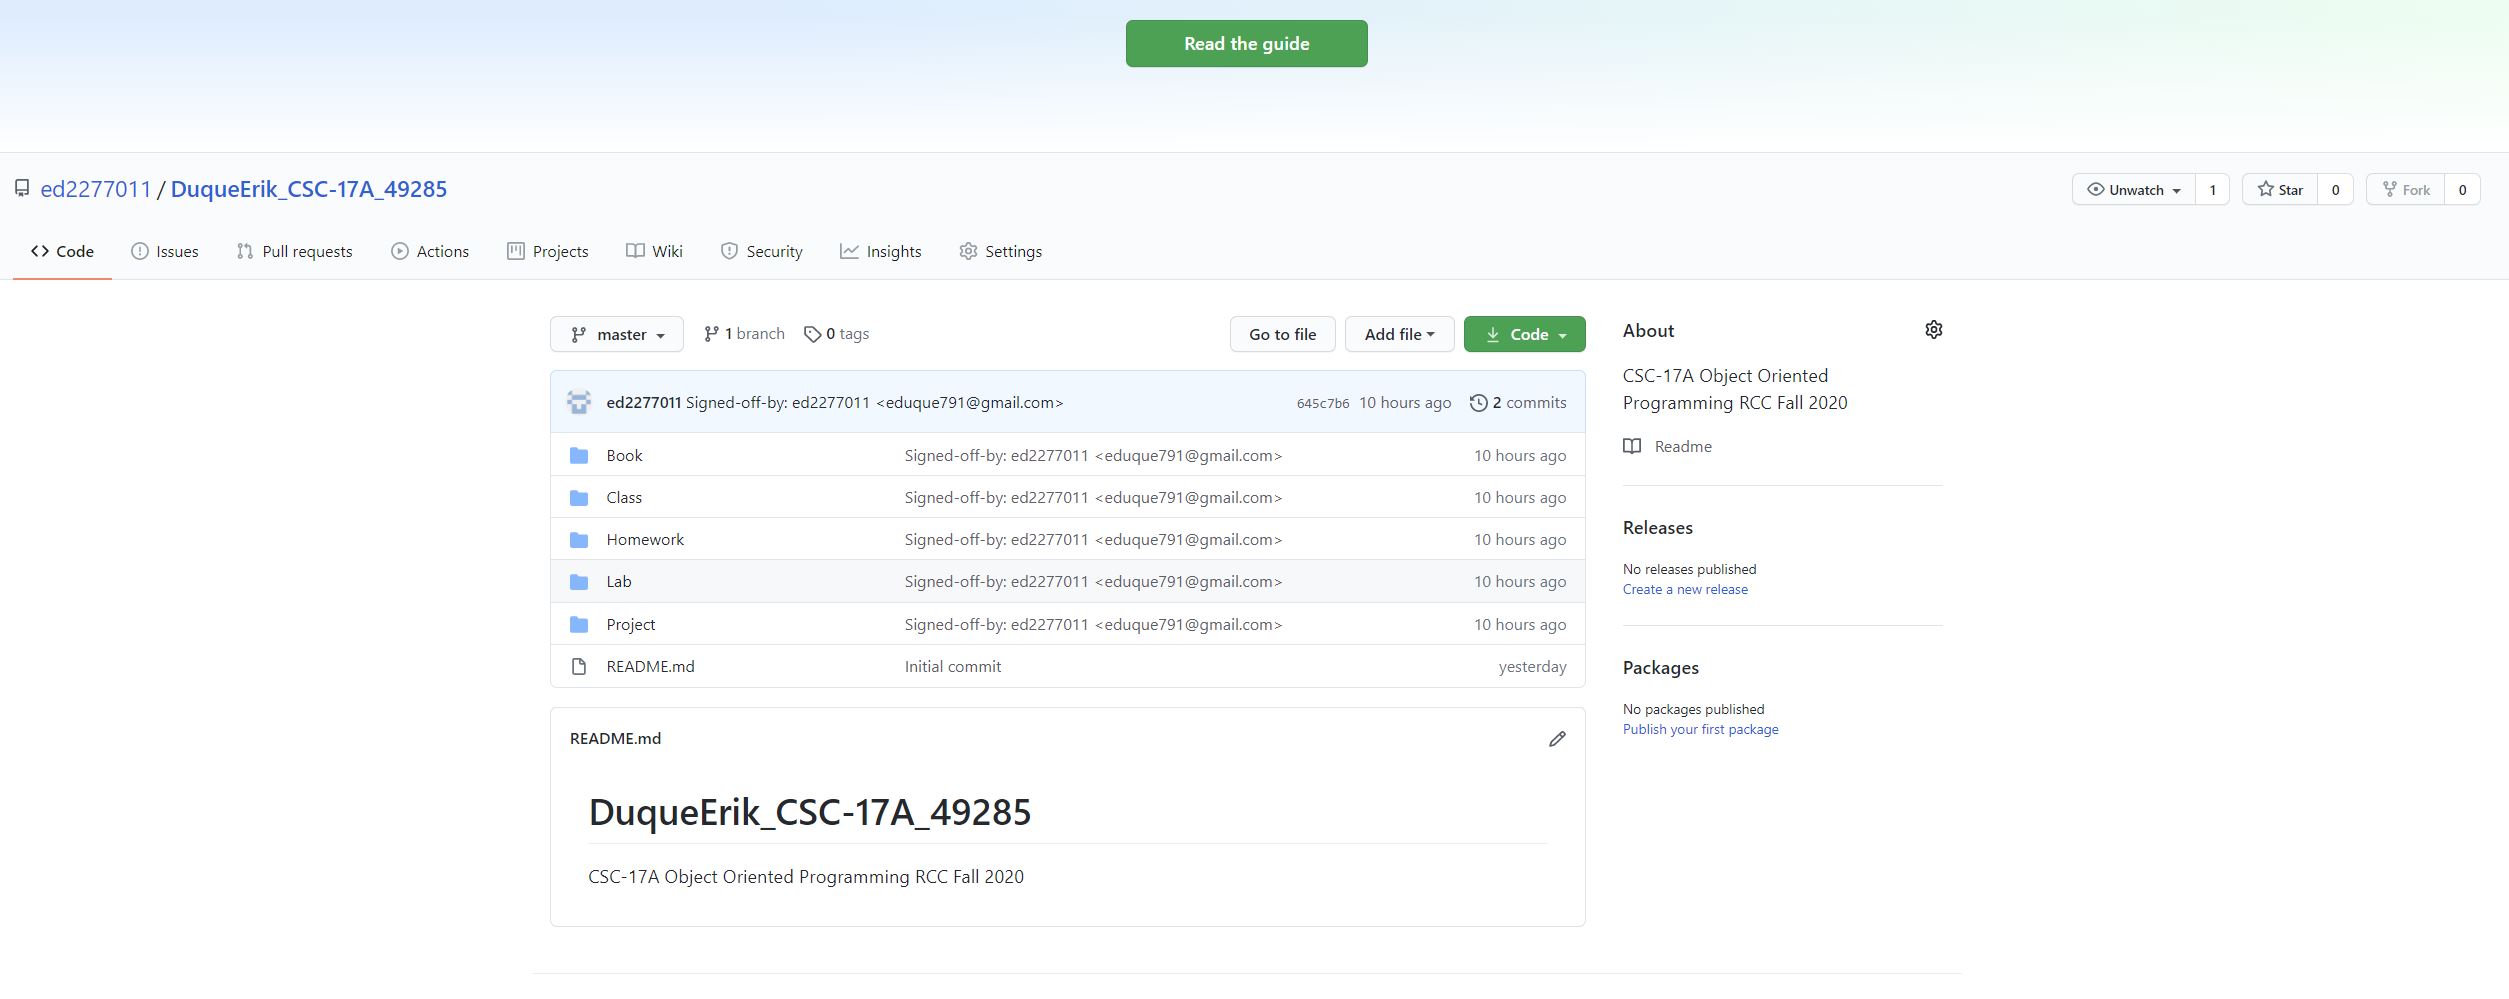 Read the guide
ed2277011 / DuqueErik_CSC-17A_49285
Unwatch 1 Star 0 Fork 0
Code Issues Pull requests Actions Projects Wiki Security Insights Settings
master 1 branch 0 tags Go to file Add file Code
ed2277011 Signed-off-by: ed2277011 <eduque791@gmail.com> 645c7b6 10 hours ago 2 commits
Book Signed-off-by: ed2277011 <eduque791@gmail.com> 10 hours ago
Class Signed-off-by: ed2277011 <eduque791@gmail.com> 10 hours ago
Homework Signed-off-by: ed2277011 <eduque791@gmail.com> 10 hours ago
Lab Signed-off-by: ed2277011 <eduque791@gmail.com> 10 hours ago
Project Signed-off-by: ed2277011 <eduque791@gmail.com> 10 hours ago
README.md Initial commit yesterday
README.md
DuqueErik_CSC-17A_49285
CSC-17A Object Oriented Programming RCC Fall 2020
About
CSC-17A Object Oriented
Programming RCC Fall 2020
Readme
Releases
No releases published
Create a new release
Packages
No packages published
Publish your first package